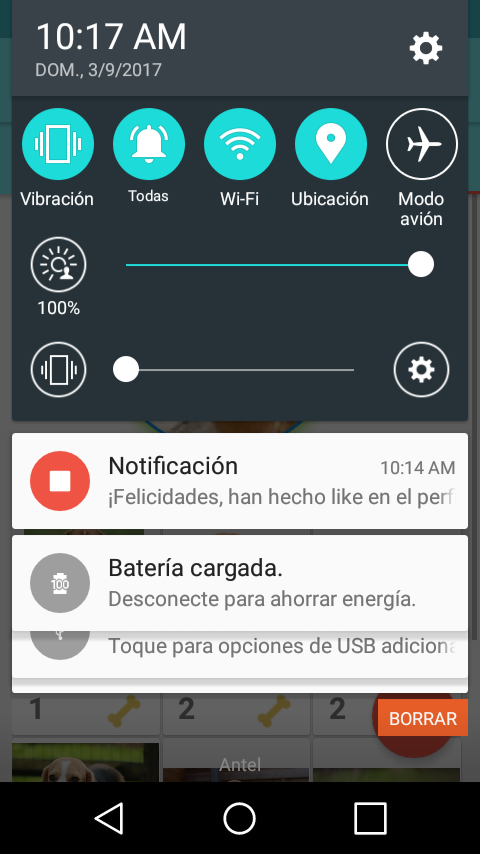 10:17 AM
DOM., 3/9/2017
Vibración
Todas
Wi-Fi
Ubicación
Modo
avión
100%
Notificación
10:14 AM
¡Felicidades, han hecho like en el perf
100
Batería cargada.
Desconecte para ahorrar energía.
Toque para opciones de USB adiciona
1
2
2
BORRAR
Antel